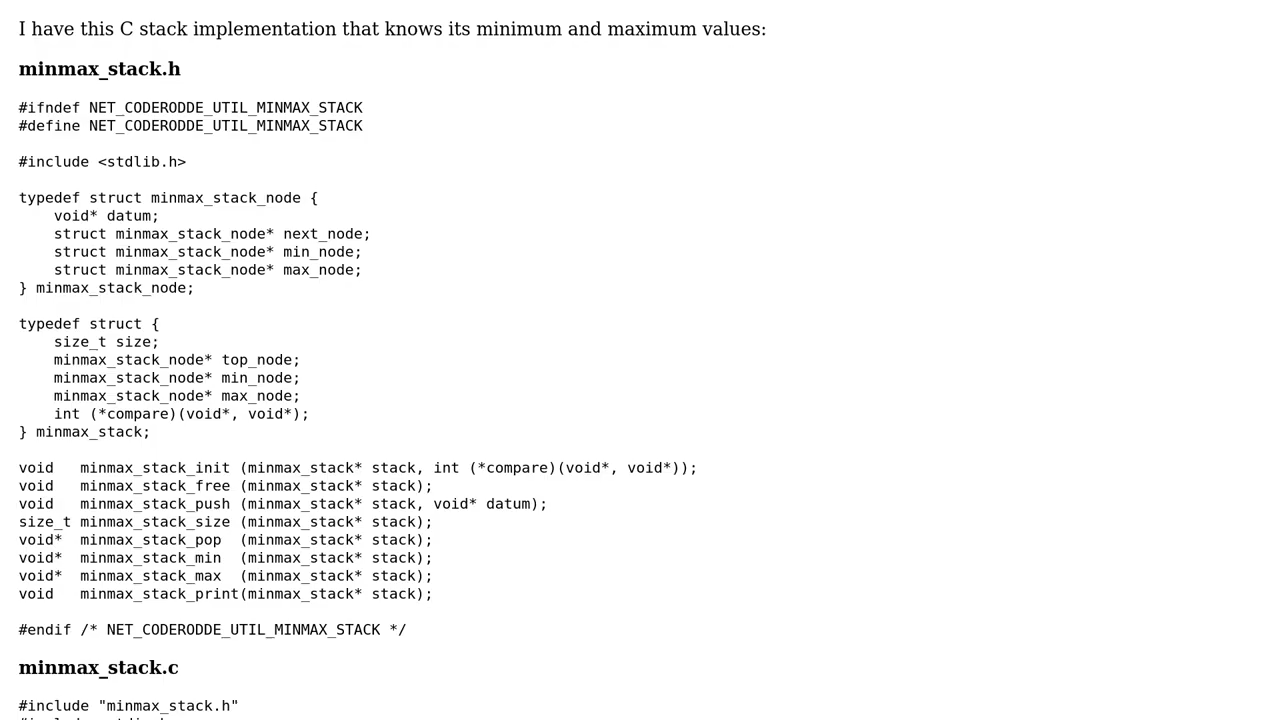 I have this C stack implementation that knows its minimum and maximum values:
minmax_stack.h
#ifndef NET_CODERODDE_UTIL_MINMAX_STACK
#define NET_CODERODDE_UTIL_MINMAX_STACK
#include <stdlib.h>
typedef struct minmax_stack_node {
    void* datum;
    struct minmax_stack_node* next_node;
    struct minmax_stack_node* min_node;
    struct minmax_stack_node* max_node;
} minmax_stack_node;
typedef struct {
    size_t size;
    minmax_stack_node* top_node;
    minmax_stack_node* min_node;
    minmax_stack_node* max_node;
    int (*compare)(void*, void*);
} minmax_stack;
void   minmax_stack_init (minmax_stack* stack, int (*compare)(void*, void*));
void   minmax_stack_free (minmax_stack* stack);
void   minmax_stack_push (minmax_stack* stack, void* datum);
size_t minmax_stack_size (minmax_stack* stack);
void*  minmax_stack_pop  (minmax_stack* stack);
void*  minmax_stack_min  (minmax_stack* stack);
void*  minmax_stack_max  (minmax_stack* stack);
void   minmax_stack_print(minmax_stack* stack);
#endif /* NET_CODERODDE_UTIL_MINMAX_STACK */
minmax_stack.c
#include "minmax_stack.h"